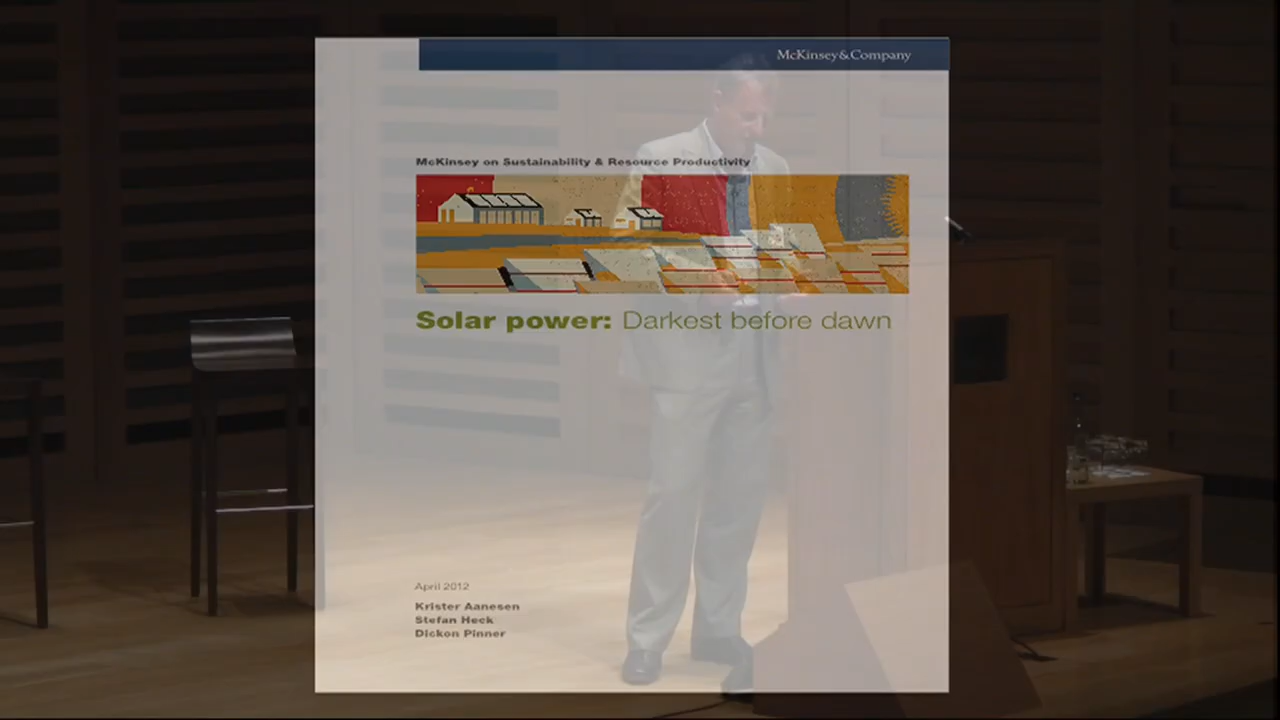 McKinsey&Company
McKinsey on Sustainability & Resource Productivity
Solar power: Darkest before dawn
April 2012
Krister Aanesen
Stefan Heck
Dickon Pinner